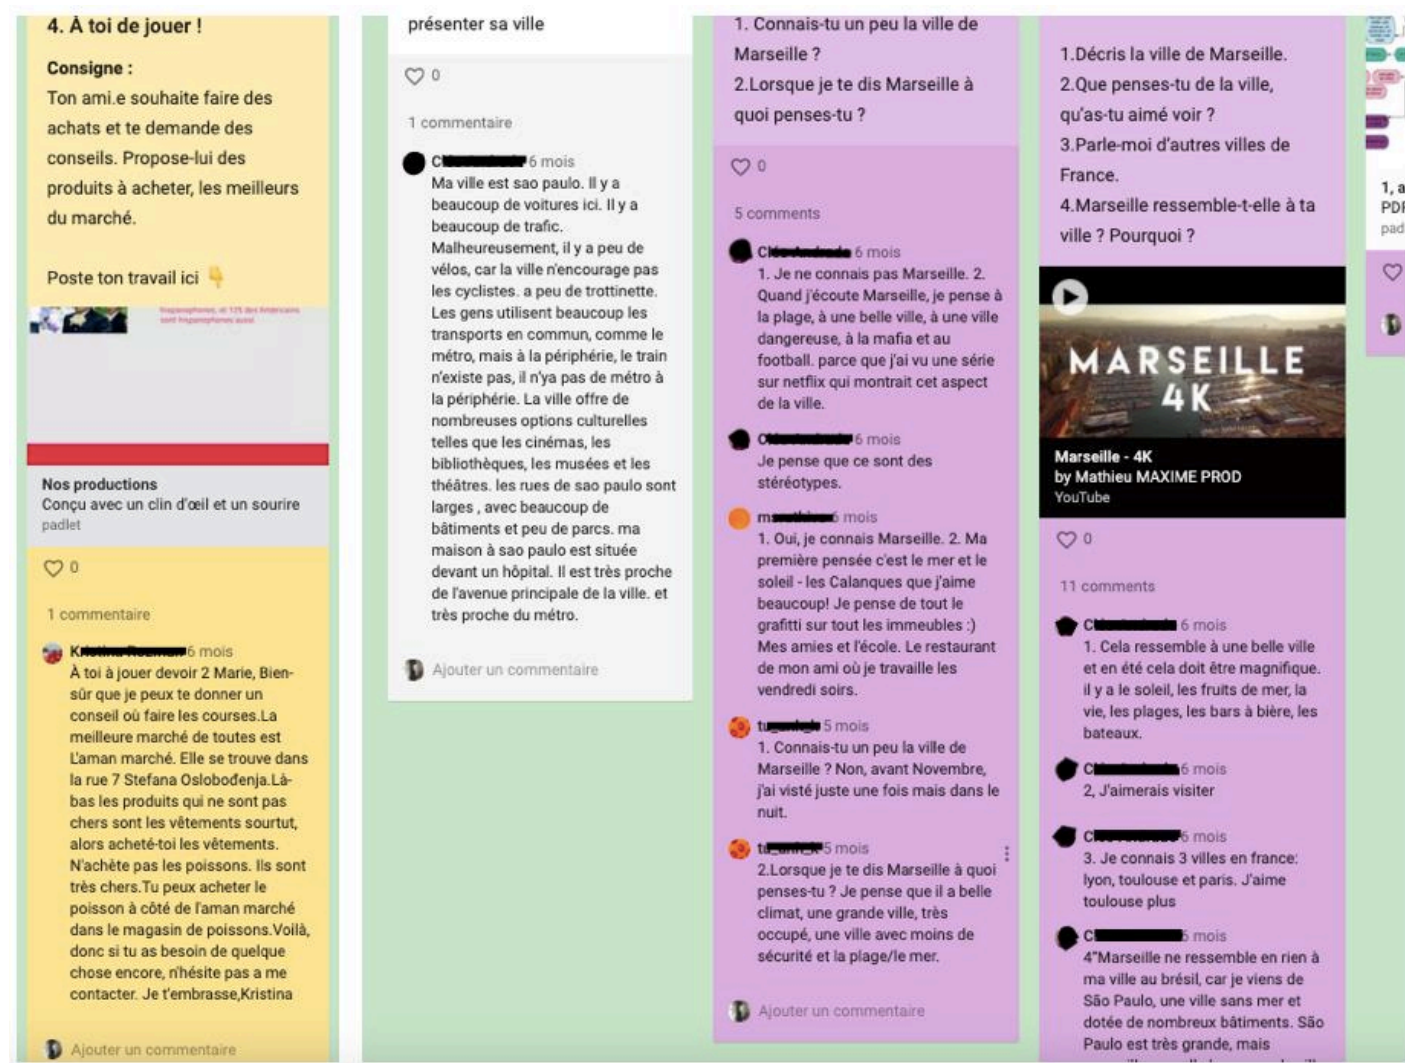 4. À toi de jouer !
Consigne :
Ton ami.e souhaite faire des
achats et te demande des
conseils. Propose-lui des
produits à acheter, les meilleurs
du marché.
Poste ton travail ici 👇
hispanophones, et 13% des Américains
sont hispanophones aussi.
Nos productions
Conçu avec un clin d'œil et un sourire
padlet
0
1 commentaire
6 mois
À toi à jouer devoir 2 Marie, Bien-
sûr que je peux te donner un
conseil où faire les courses.La
meilleure marché de toutes est
L'aman marché. Elle se trouve dans
la rue 7 Stefana Oslobođenja.Là-
bas les produits qui ne sont pas
chers sont les vêtements sourtut,
alors acheté-toi les vêtements.
N'achète pas les poissons. Ils sont
très chers.Tu peux acheter le
poisson à côté de l'aman marché
dans le magasin de poissons.Voilà,
donc si tu as besoin de quelque
chose encore, n'hésite pas a me
contacter. Je t'embrasse,Kristina
Ajouter un commentaire
présenter sa ville
0
1 commentaire
6 mois
Ma ville est sao paulo. Il y a
beaucoup de voitures ici. Il y a
beaucoup de trafic.
Malheureusement, il y a peu de
vélos, car la ville n'encourage pas
les cyclistes. a peu de trottinette.
Les gens utilisent beaucoup les
transports en commun, comme le
métro, mais à la périphérie, le train
n'existe pas, il n'ya pas de métro à
la périphérie. La ville offre de
nombreuses options culturelles
telles que les cinémas, les
bibliothèques, les musées et les
théâtres. les rues de sao paulo sont
larges , avec beaucoup de
bâtiments et peu de parcs. ma
maison à sao paulo est située
devant un hôpital. Il est très proche
de l'avenue principale de la ville. et
très proche du métro.
Ajouter un commentaire
1. Connais-tu un peu la ville de
Marseille ?
2.Lorsque je te dis Marseille à
quoi penses-tu ?
0
5 comments
6 mois
1. Je ne connais pas Marseille. 2.
Quand j'écoute Marseille, je pense à
la plage, à une belle ville, à une ville
dangereuse, à la mafia et au
football. parce que j'ai vu une série
sur netflix qui montrait cet aspect
de la ville.
6 mois
Je pense que ce sont des
stéréotypes.
6 mois
1. Oui, je connais Marseille. 2. Ma
première pensée c'est le mer et le
soleil - les Calanques que j'aime
beaucoup! Je pense de tout le
grafitti sur tout les immeubles :)
Mes amies et l'école. Le restaurant
de mon ami où je travaille les
vendredi soirs.
5 mois
1. Connais-tu un peu la ville de
Marseille ? Non, avant Novembre,
j'ai visté juste une fois mais dans le
nuit.
5 mois
2.Lorsque je te dis Marseille à quoi
penses-tu ? Je pense que il a belle
climat, une grande ville, très
occupé, une ville avec moins de
sécurité et la plage/le mer.
Ajouter un commentaire
1.Décris la ville de Marseille.
2.Que penses-tu de la ville,
qu'as-tu aimé voir ?
3.Parle-moi d'autres villes de
France.
4.Marseille ressemble-t-elle à ta
ville ? Pourquoi ?
MARSEILLE
4K
Marseille - 4K
by Mathieu MAXIME PROD
YouTube
0
11 comments
6 mois
1. Cela ressemble à une belle ville
et en été cela doit être magnifique.
il y a le soleil, les fruits de mer, la
vie, les plages, les bars à bière, les
bateaux.
6 mois
2, J'aimerais visiter
6 mois
3. Je connais 3 villes en france:
lyon, toulouse et paris. J'aime
toulouse plus
mois
4"Marseille ne ressemble en rien à
ma ville au brésil, car je viens de
São Paulo, une ville sans mer et
dotée de nombreux bâtiments. São
Paulo est très grande, mais
1, a
PDF
pad